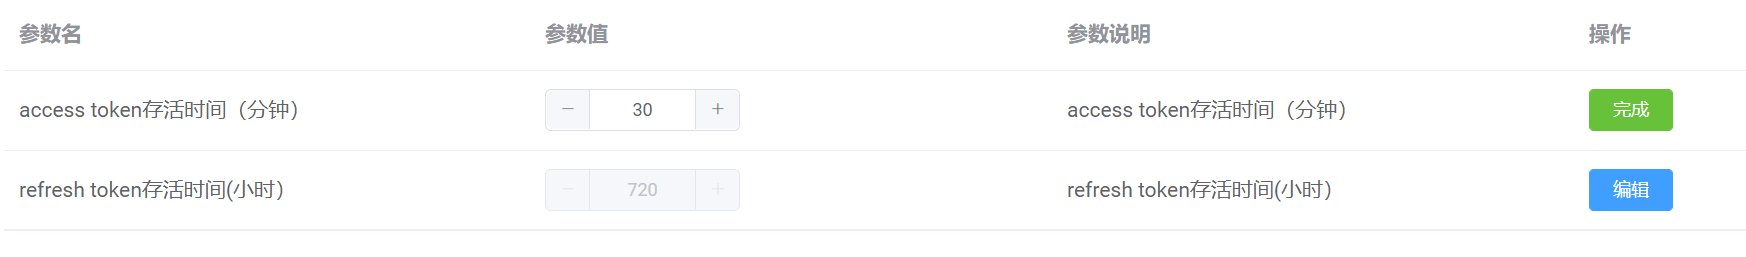 参数名 参数值 参数说明 操作
access token存活时间（分钟） − 30 + access token存活时间（分钟） 完成
refresh token存活时间(小时） − 720 + refresh token存活时间(小时） 编辑